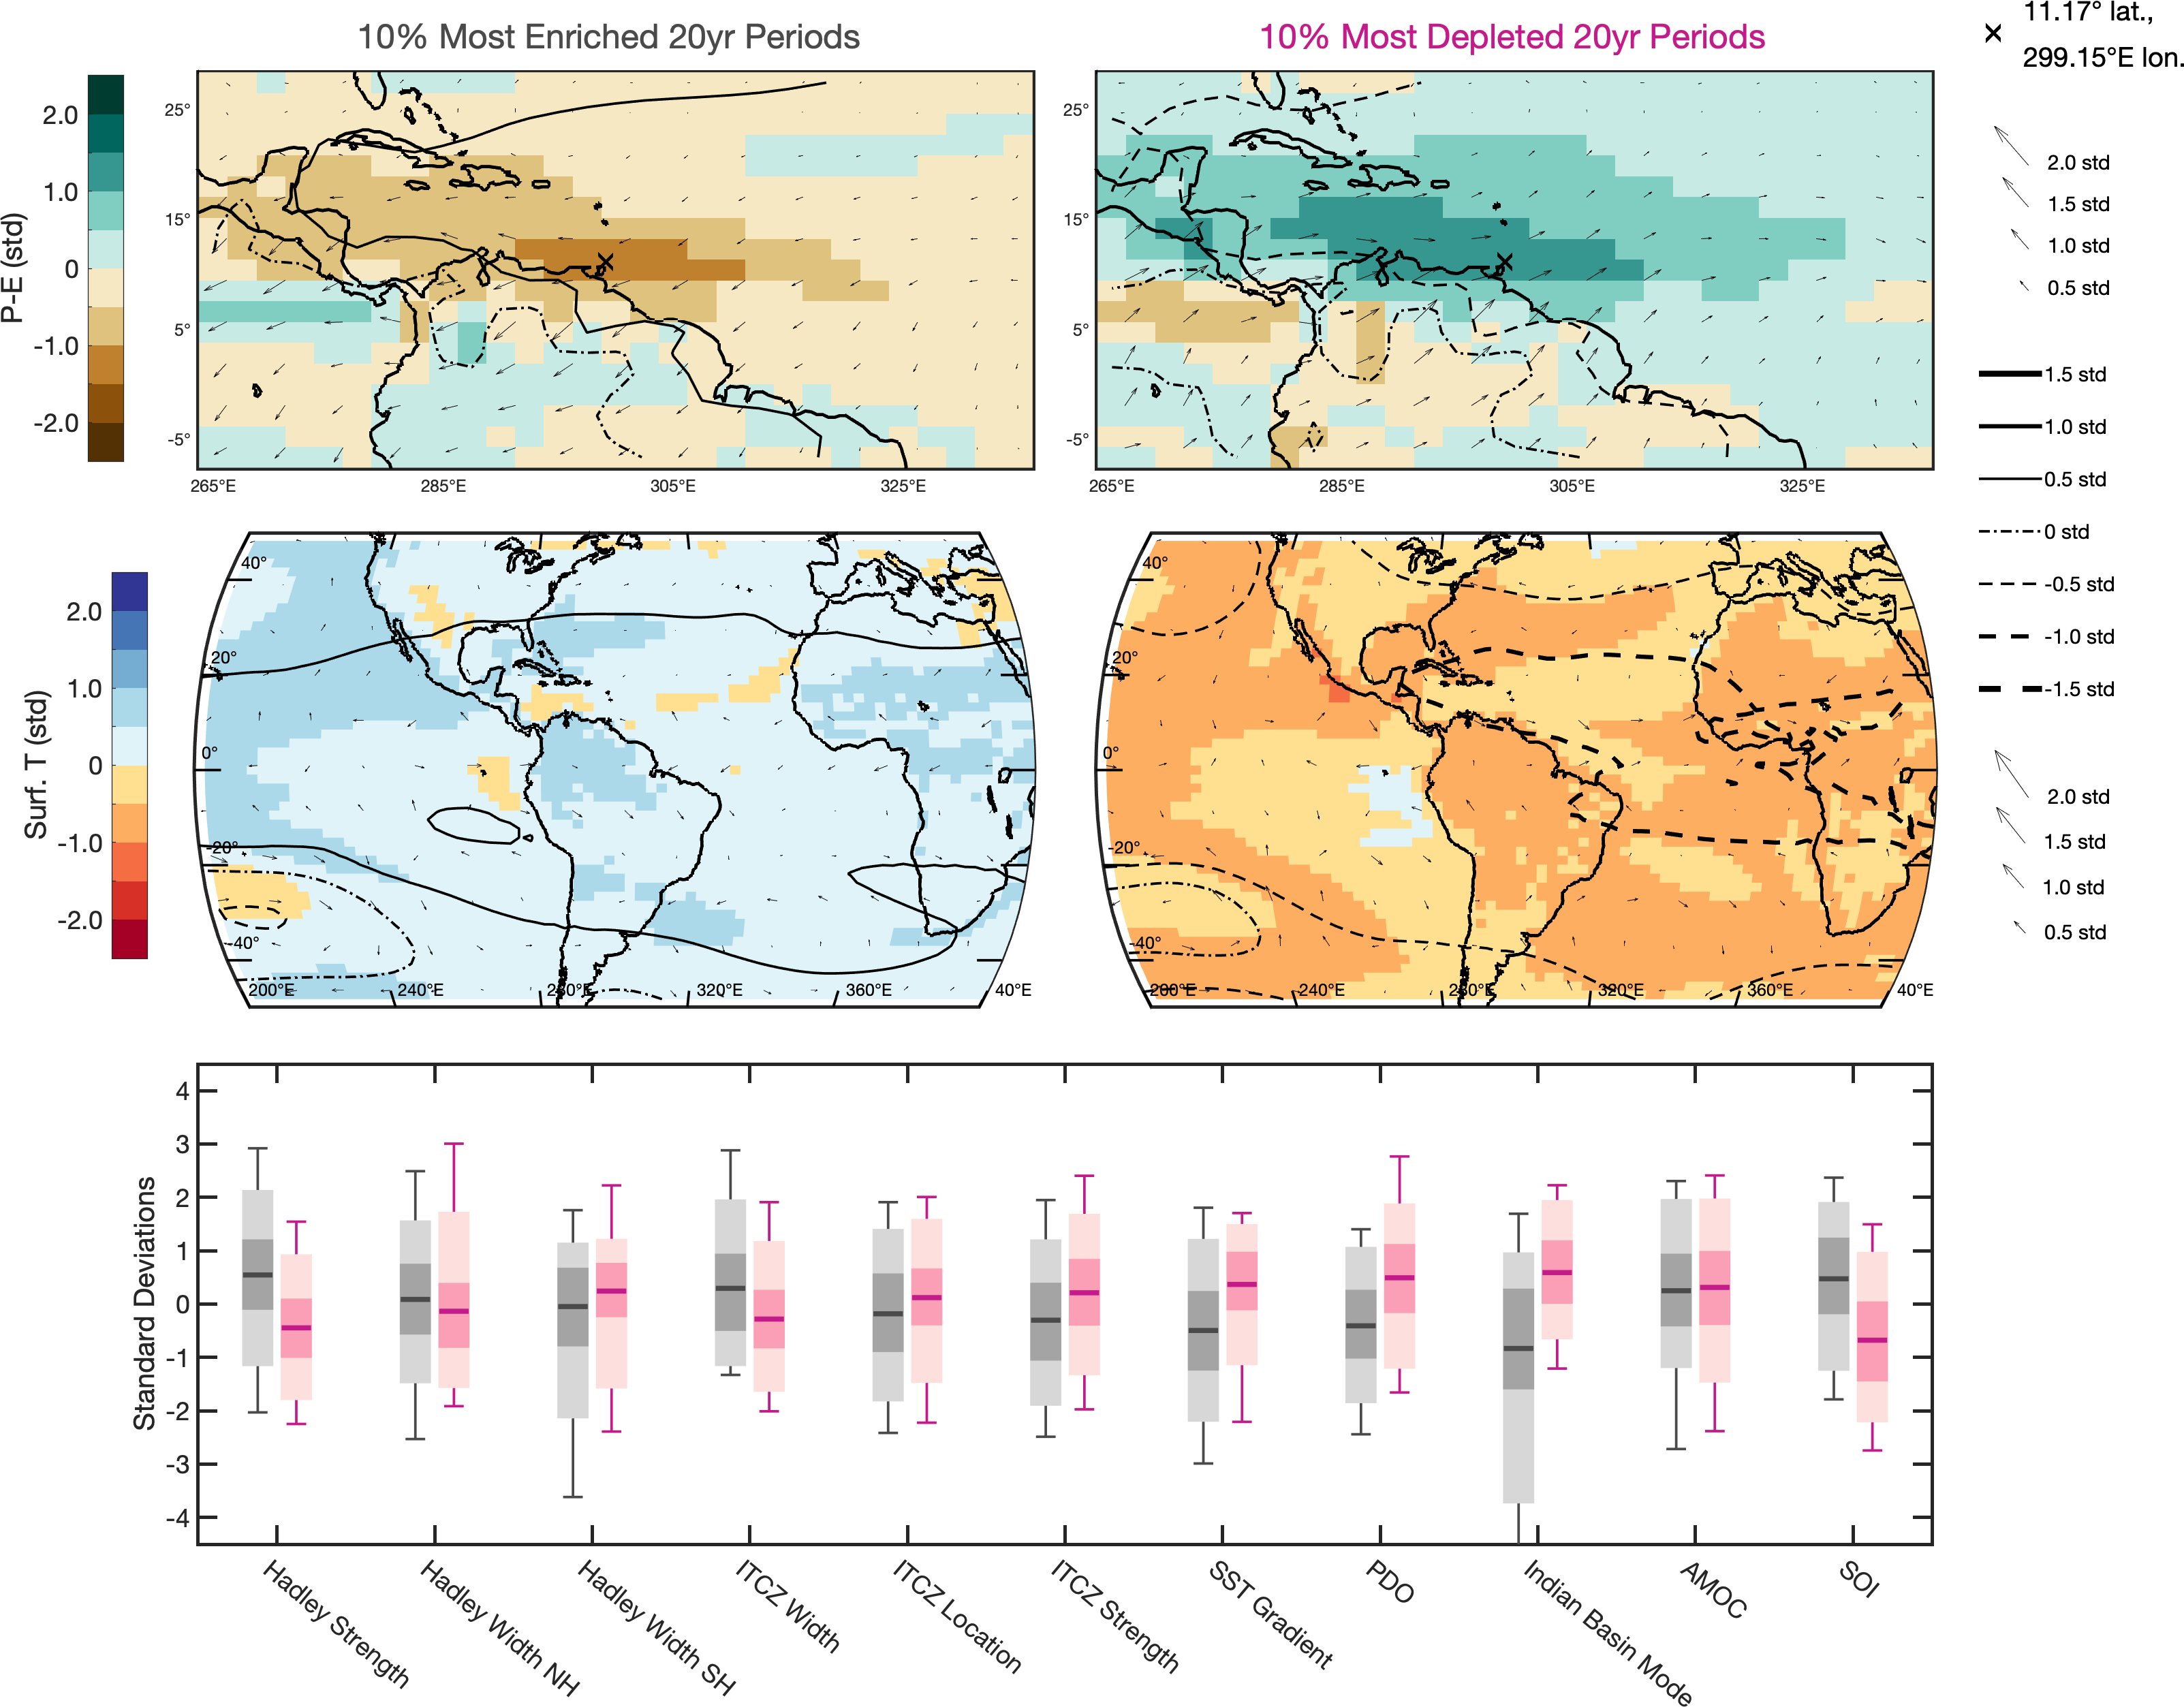 10% Most Enriched 20yr Periods
10% Most Depleted 20yr Periods
11.17° lat.,
299.15°E lon.
P-E (std)
2.0
1.0
0
-1.0
-2.0
25°
15°
5°
-5°
265°E
285°E
305°E
325°E
25°
15°
5°
-5°
265°E
285°E
305°E
325°E
2.0 std
1.5 std
1.0 std
0.5 std
1.5 std
1.0 std
0.5 std
0 std
-0.5 std
-1.0 std
-1.5 std
Surf. T (std)
2.0
1.0
0
-1.0
-2.0
40°
20°
0°
-20°
-40°
200°E
240°E
280°E
320°E
360°E
40°E
40°
20°
0°
-20°
-40°
200°E
240°E
280°E
320°E
360°E
40°E
2.0 std
1.5 std
1.0 std
0.5 std
Standard Deviations
4
3
2
1
0
-1
-2
-3
-4
Hadley Strength
Hadley Width NH
Hadley Width SH
ITCZ Width
ITCZ Location
ITCZ Strength
SST Gradient
PDO
Indian Basin Mode
AMOC
SOI